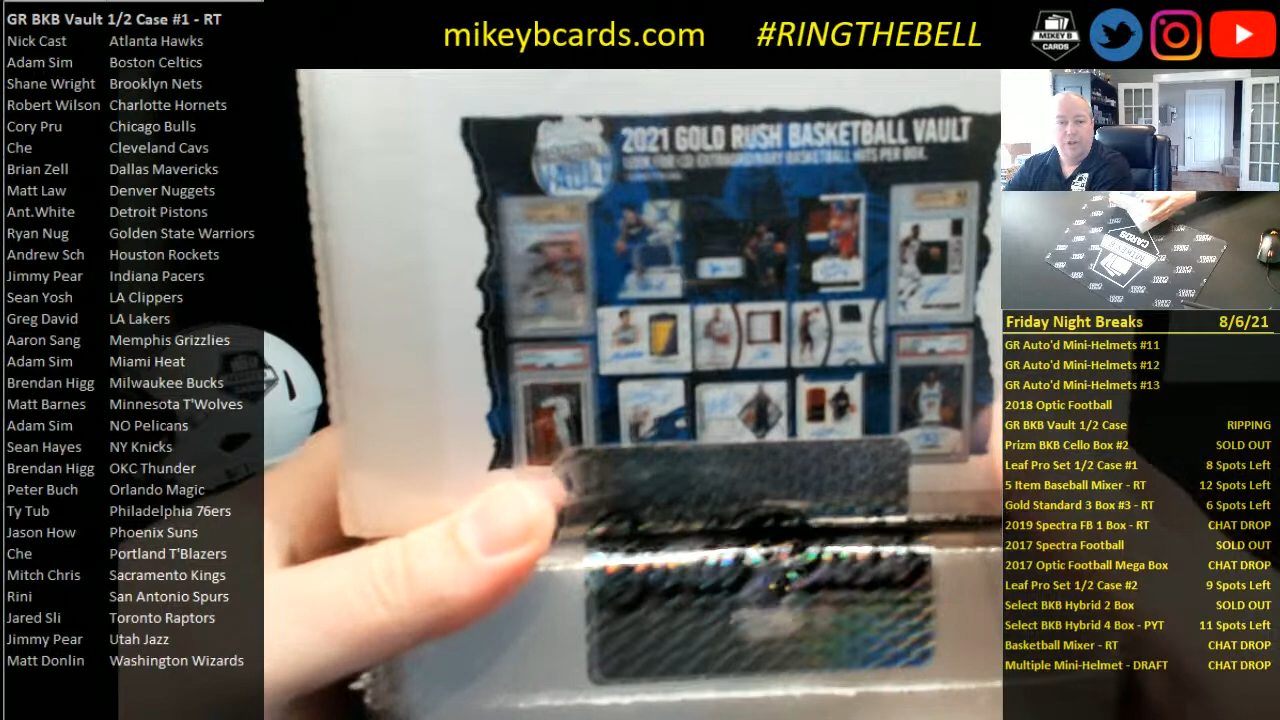 GR BKB Vault 1/2 Case #1 - RT
Nick Cast Atlanta Hawks
Adam Sim Boston Celtics
Shane Wright Brooklyn Nets
Robert Wilson Charlotte Hornets
Cory Pru Chicago Bulls
Che Cleveland Cavs
Brian Zell Dallas Mavericks
Matt Law Denver Nuggets
Ant.White Detroit Pistons
Ryan Nug Golden State Warriors
Andrew Sch Houston Rockets
Jimmy Pear Indiana Pacers
Sean Yosh LA Clippers
Greg David LA Lakers
Aaron Sang Memphis Grizzlies
Adam Sim Miami Heat
Brendan Higg Milwaukee Bucks
Matt Barnes Minnesota T'Wolves
Adam Sim NO Pelicans
Sean Hayes NY Knicks
Brendan Higg OKC Thunder
Peter Buch Orlando Magic
Ty Tub Philadelphia 76ers
Jason How Phoenix Suns
Che Portland T'Blazers
Mitch Chris Sacramento Kings
Rini San Antonio Spurs
Jared Sli Toronto Raptors
Jimmy Pear Utah Jazz
Matt Donlin Washington Wizards
mikeybcards.com #RINGTHEBELL
MIKEY B
CARDS
2021 GOLD RUSH BASKETBALL VAULT
EXTRAORDINARY BASKETBALL HITS PER BOX.
VAULT
MIKEY B
CARDS
Friday Night Breaks 8/6/21
GR Auto'd Mini-Helmets #11
GR Auto'd Mini-Helmets #12
GR Auto'd Mini-Helmets #13
2018 Optic Football
GR BKB Vault 1/2 Case RIPPING
Prizm BKB Cello Box #2 SOLD OUT
Leaf Pro Set 1/2 Case #1 8 Spots Left
5 Item Baseball Mixer - RT 12 Spots Left
Gold Standard 3 Box #3 - RT 6 Spots Left
2019 Spectra FB 1 Box - RT CHAT DROP
2017 Spectra Football SOLD OUT
2017 Optic Football Mega Box CHAT DROP
Leaf Pro Set 1/2 Case #2 9 Spots Left
Select BKB Hybrid 2 Box SOLD OUT
Select BKB Hybrid 4 Box - PYT 11 Spots Left
Basketball Mixer - RT CHAT DROP
Multiple Mini-Helmet - DRAFT CHAT DROP